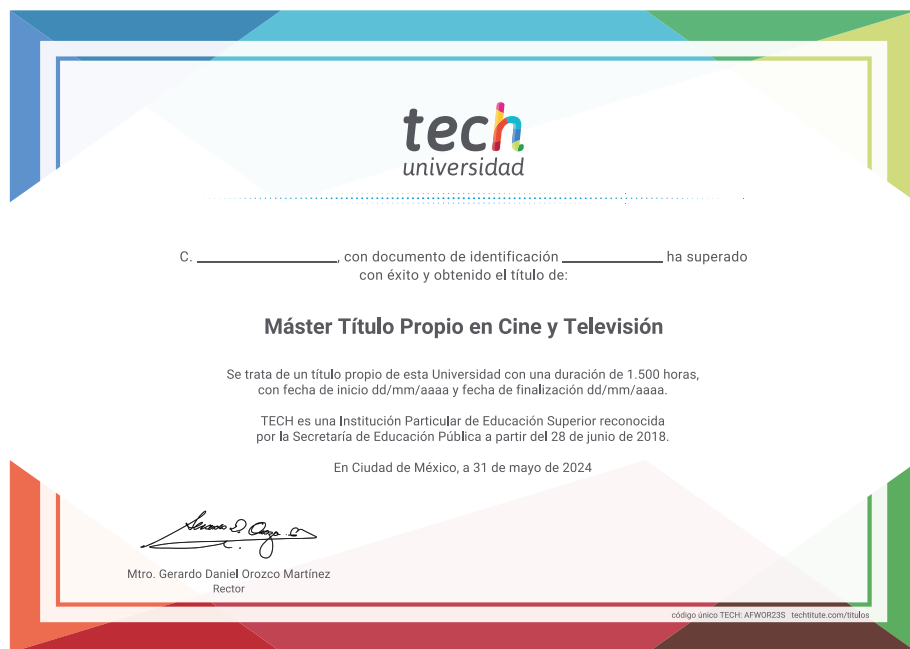 tech
universidad
C. ____________, con documento de identificación ____________ ha superado
con éxito y obtenido el título de:
Máster Título Propio en Cine y Televisión
Se trata de un título propio de esta Universidad con una duración de 1.500 horas,
con fecha de inicio dd/mm/aaaa y fecha de finalización dd/mm/aaaa.
TECH es una Institución Particular de Educación Superior reconocida
por la Secretaría de Educación Pública a partir del 28 de junio de 2018.
En Ciudad de México, a 31 de mayo de 2024
Mtro. Gerardo Daniel Orozco Martínez
Rector
código único TECH: AFWOR23S techtitute.com/titulos